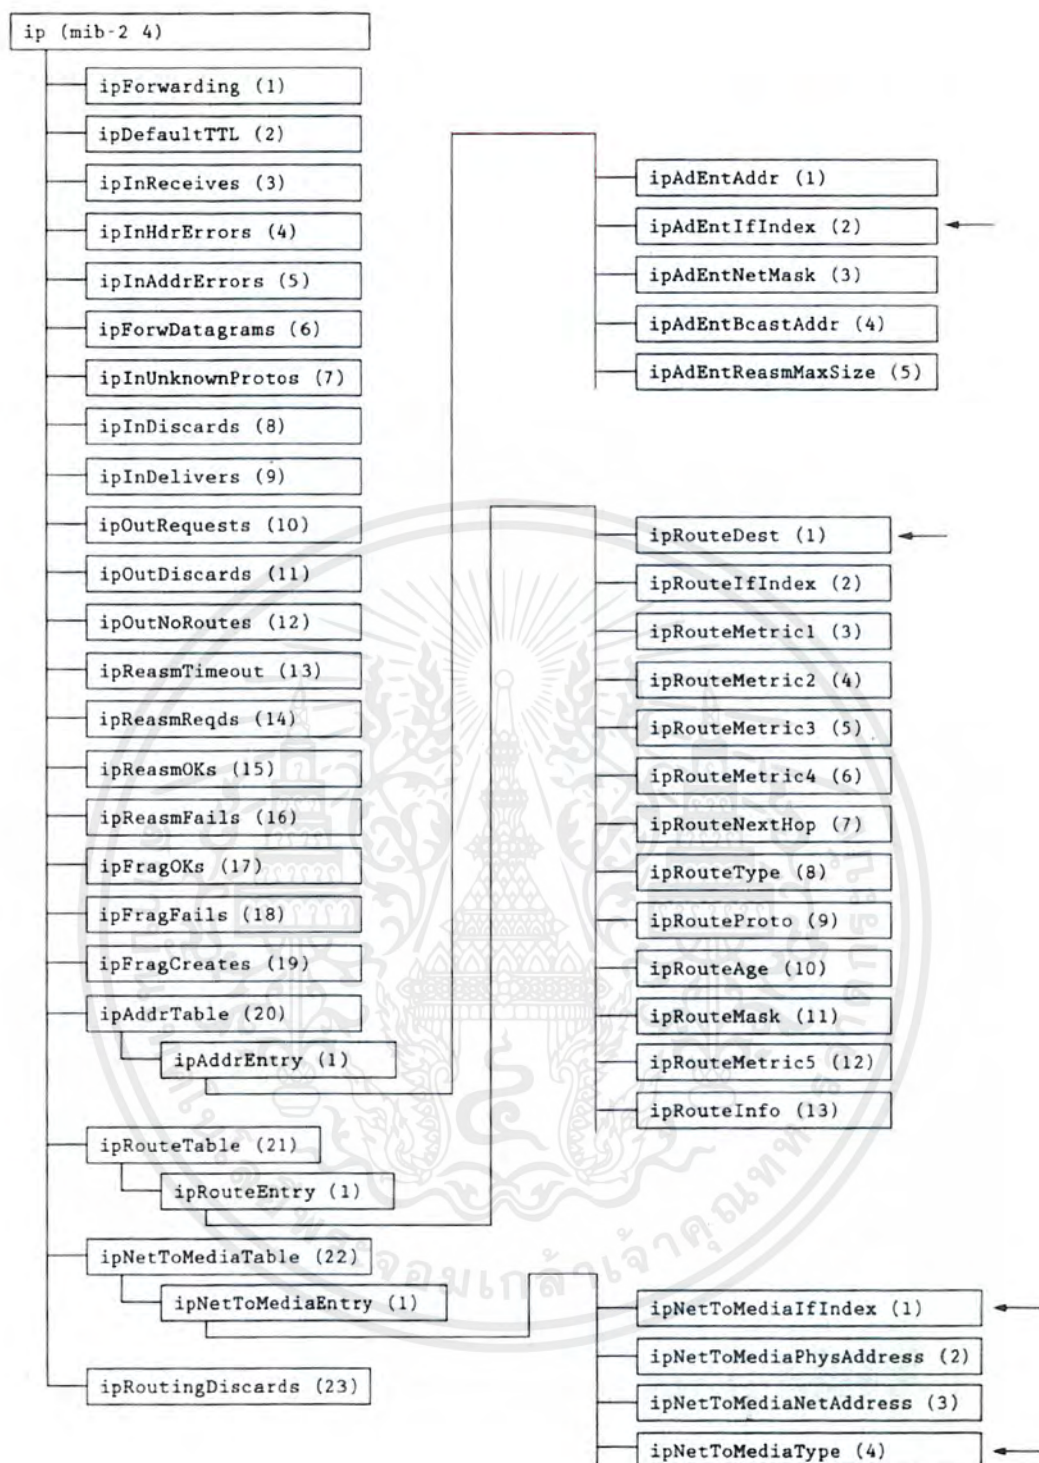 ip (mib-2 4)
ipForwarding (1)
ipDefaultTTL (2)
ipInReceives (3)
ipInHdrErrors (4)
ipInAddrErrors (5)
ipForwDatagrams (6)
ipInUnknownProtos (7)
ipInDiscards (8)
ipInDelivers (9)
ipOutRequests (10)
ipOutDiscards (11)
ipOutNoRoutes (12)
ipReasmTimeout (13)
ipReasmReqds (14)
ipReasmOKs (15)
ipReasmFails (16)
ipFragOKs (17)
ipFragFails (18)
ipFragCreates (19)
ipAddrTable (20)
ipAddrEntry (1)
ipRouteTable (21)
ipRouteEntry (1)
ipNetToMediaTable (22)
ipNetToMediaEntry (1)
ipRoutingDiscards (23)
ipAdEntAddr (1)
ipAdEntIfIndex (2)
ipAdEntNetMask (3)
ipAdEntBcastAddr (4)
ipAdEntReasmMaxSize (5)
ipRouteDest (1)
ipRouteIfIndex (2)
ipRouteMetric1 (3)
ipRouteMetric2 (4)
ipRouteMetric3 (5)
ipRouteMetric4 (6)
ipRouteNextHop (7)
ipRouteType (8)
ipRouteProto (9)
ipRouteAge (10)
ipRouteMask (11)
ipRouteMetric5 (12)
ipRouteInfo (13)
ipNetToMediaIfIndex (1)
ipNetToMediaPhysAddress (2)
ipNetToMediaNetAddress (3)
ipNetToMediaType (4)